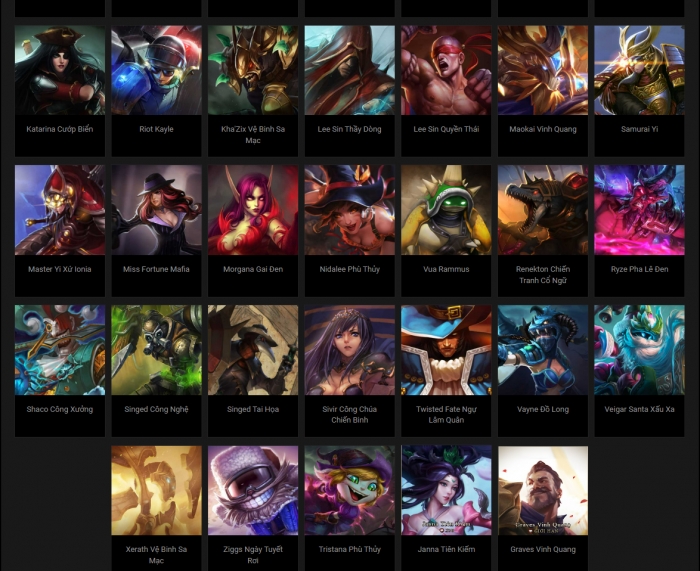 Katarina Cướp Biển
Riot Kayle
Kha'Zix Vệ Binh Sa
Mạc
Lee Sin Thầy Dòng
Lee Sin Quyền Thái
Maokai Vinh Quang
Samurai Yi
Master Yi Xứ Ionia
Miss Fortune Mafia
Morgana Gai Đen
Nidalee Phù Thủy
Vua Rammus
Renekton Chiến
Tranh Cổ Ngữ
Ryze Pha Lê Đen
Shaco Công Xưởng
Singed Công Nghệ
Singed Tai Họa
Sivir Công Chúa
Chiến Binh
Twisted Fate Ngự
Lâm Quân
Vayne Đồ Long
Veigar Santa Xấu Xa
Xerath Vệ Binh Sa
Mạc
Ziggs Ngày Tuyết
Rơi
Tristana Phù Thủy
Janna Tiên Kiếm
Graves Vinh Quang
Graves Vinh Quang